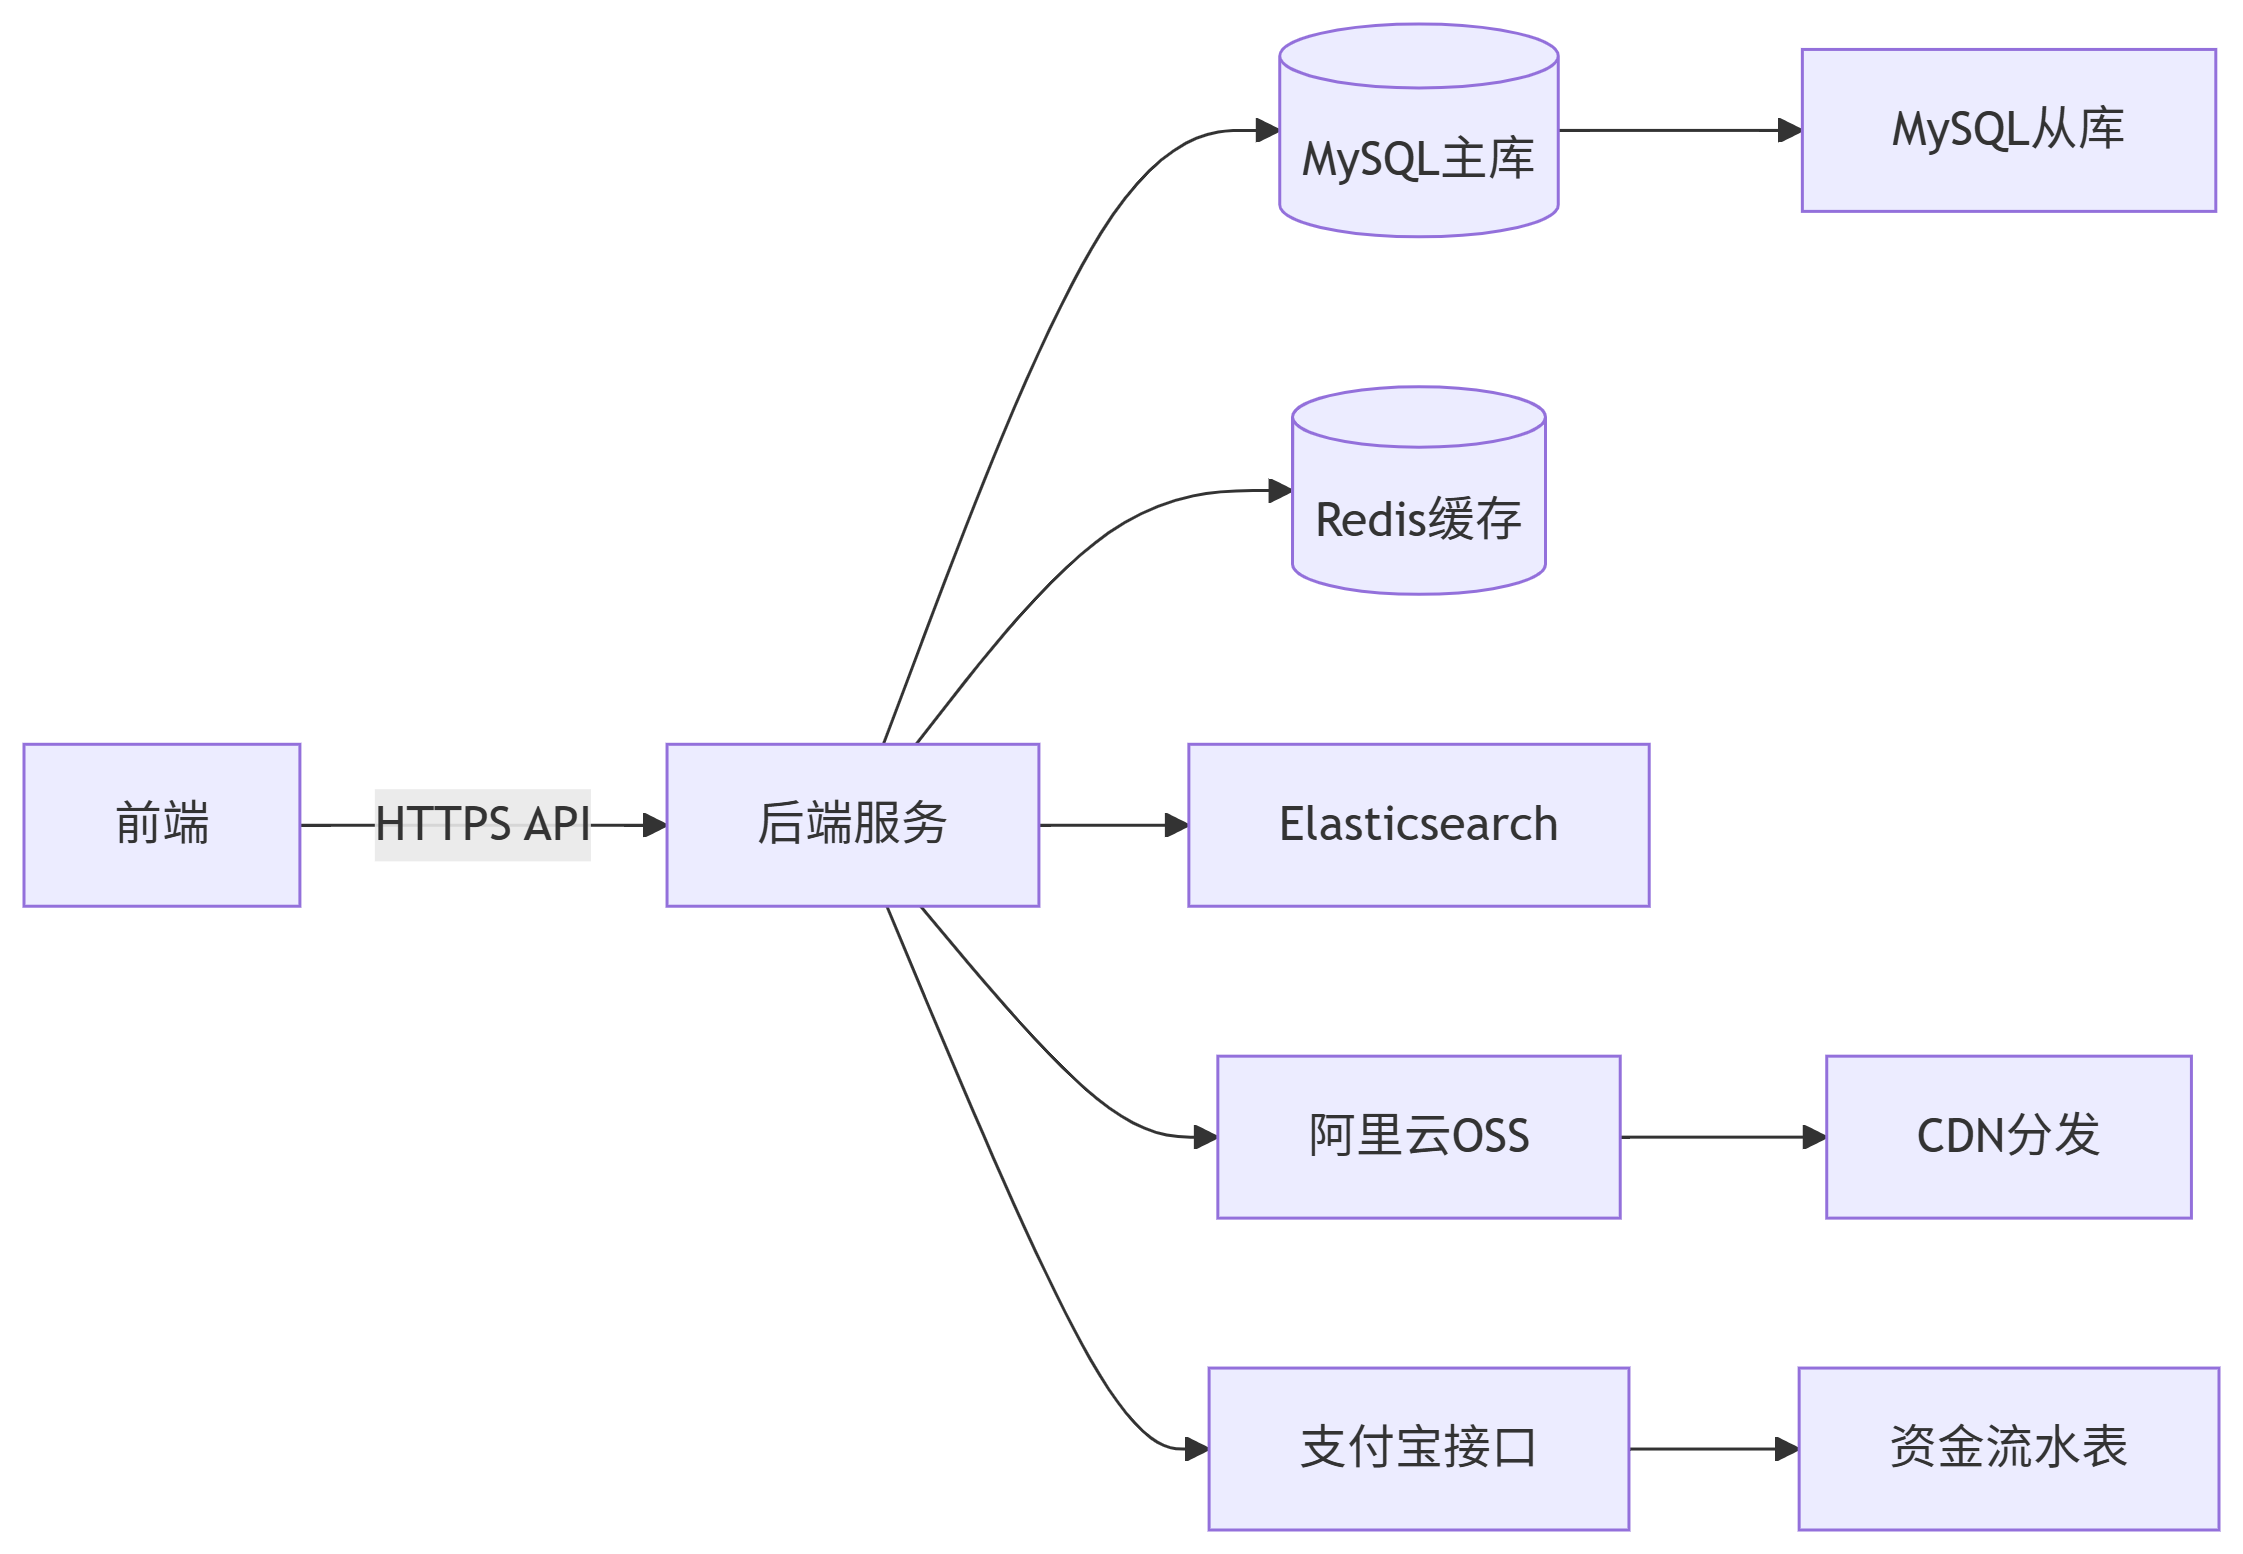 MySQL主库
MySQL从库
Redis缓存
前端
HTTPS API
后端服务
Elasticsearch
阿里云OSS
CDN分发
支付宝接口
资金流水表